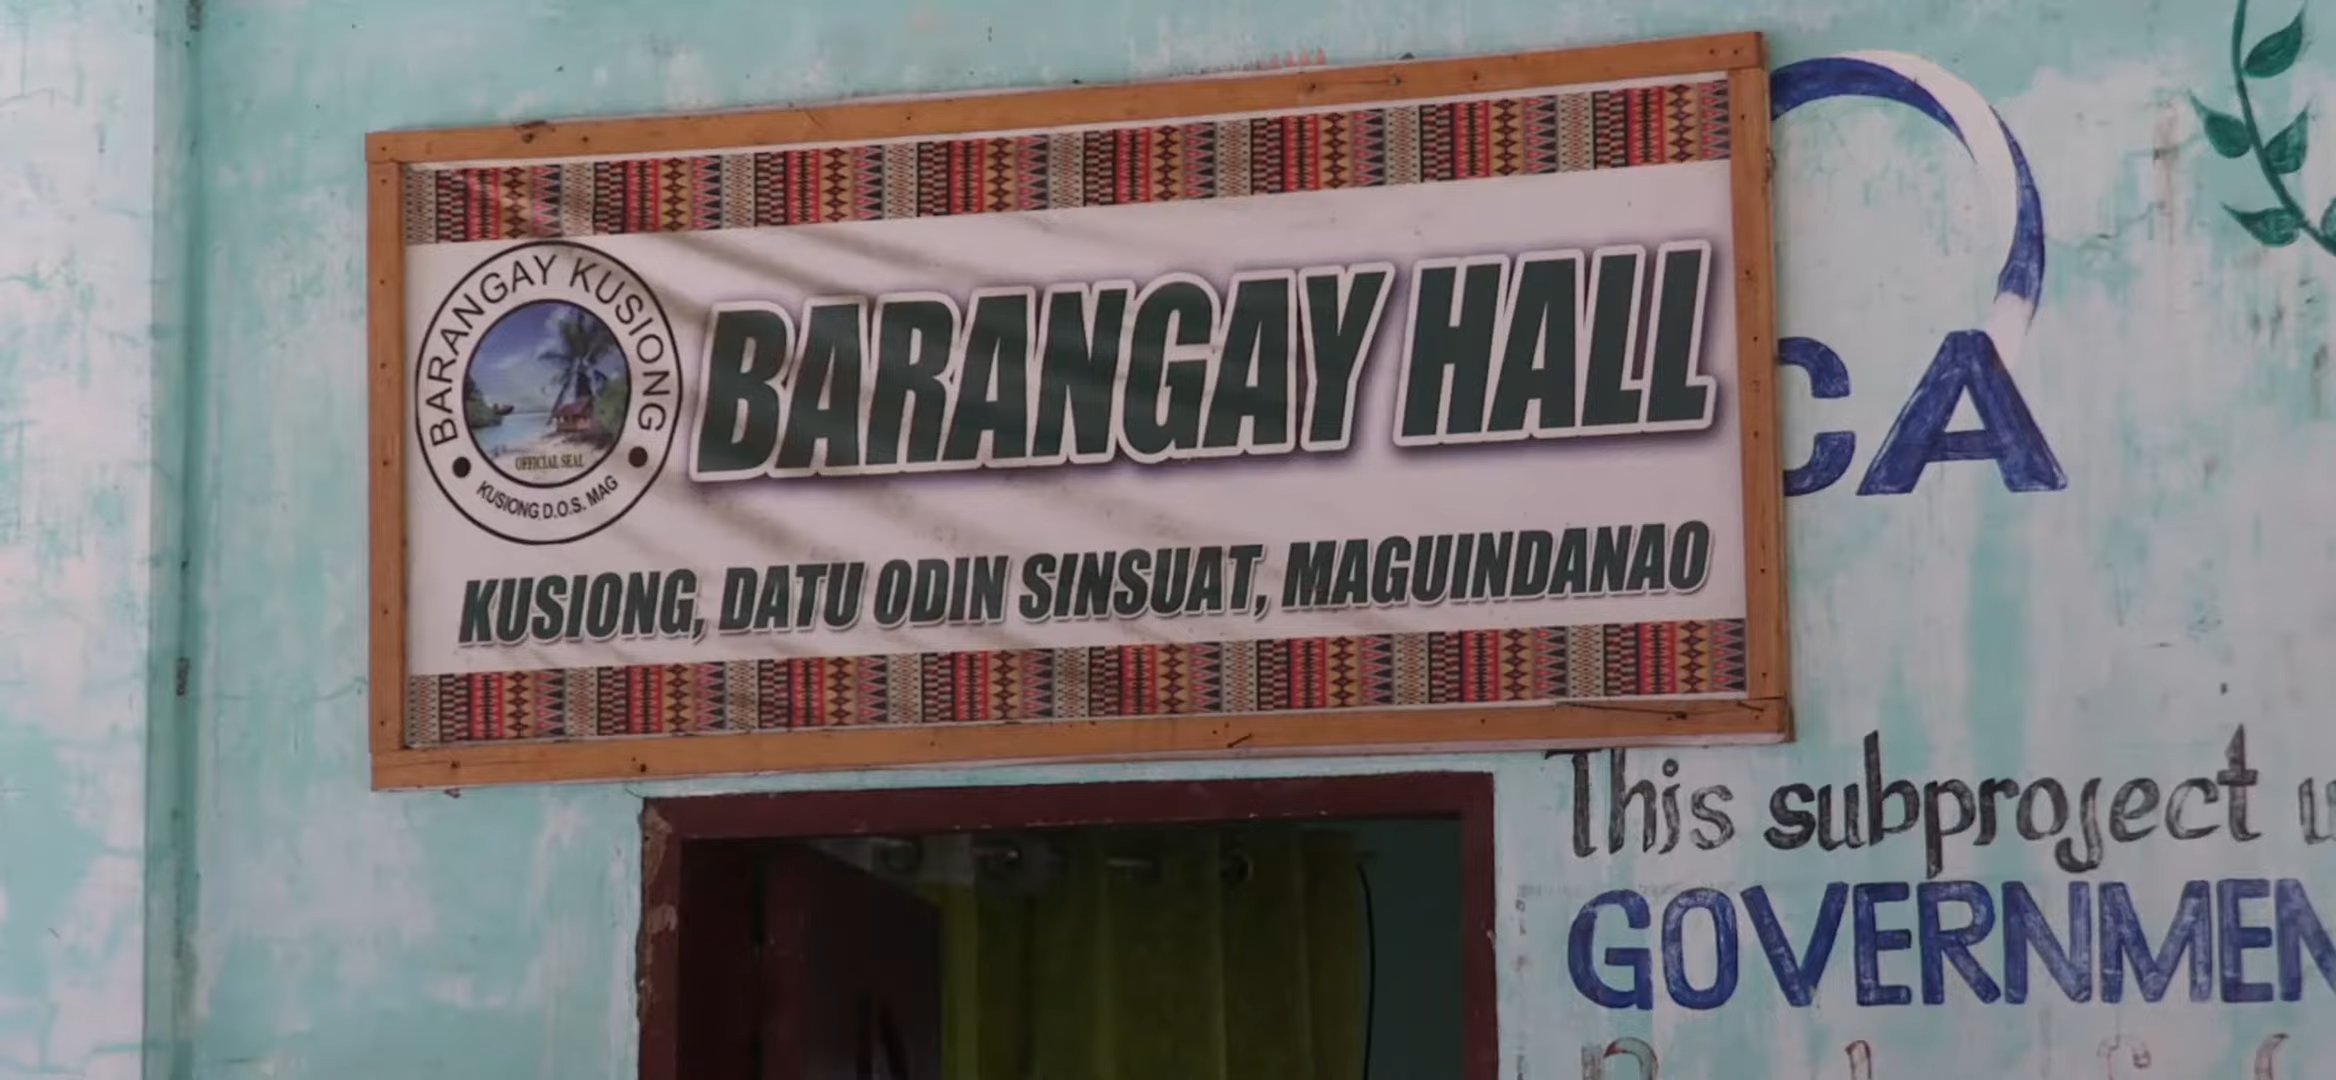 BARANGAY KUSIONG
OFFICIAL SEAL
KUSIONG, D.O.S. MAG
BARANGAY HALL
KUSIONG, DATU ODIN SINSUAT, MAGUINDANAO
CA
This subproject
GOVERNMEN